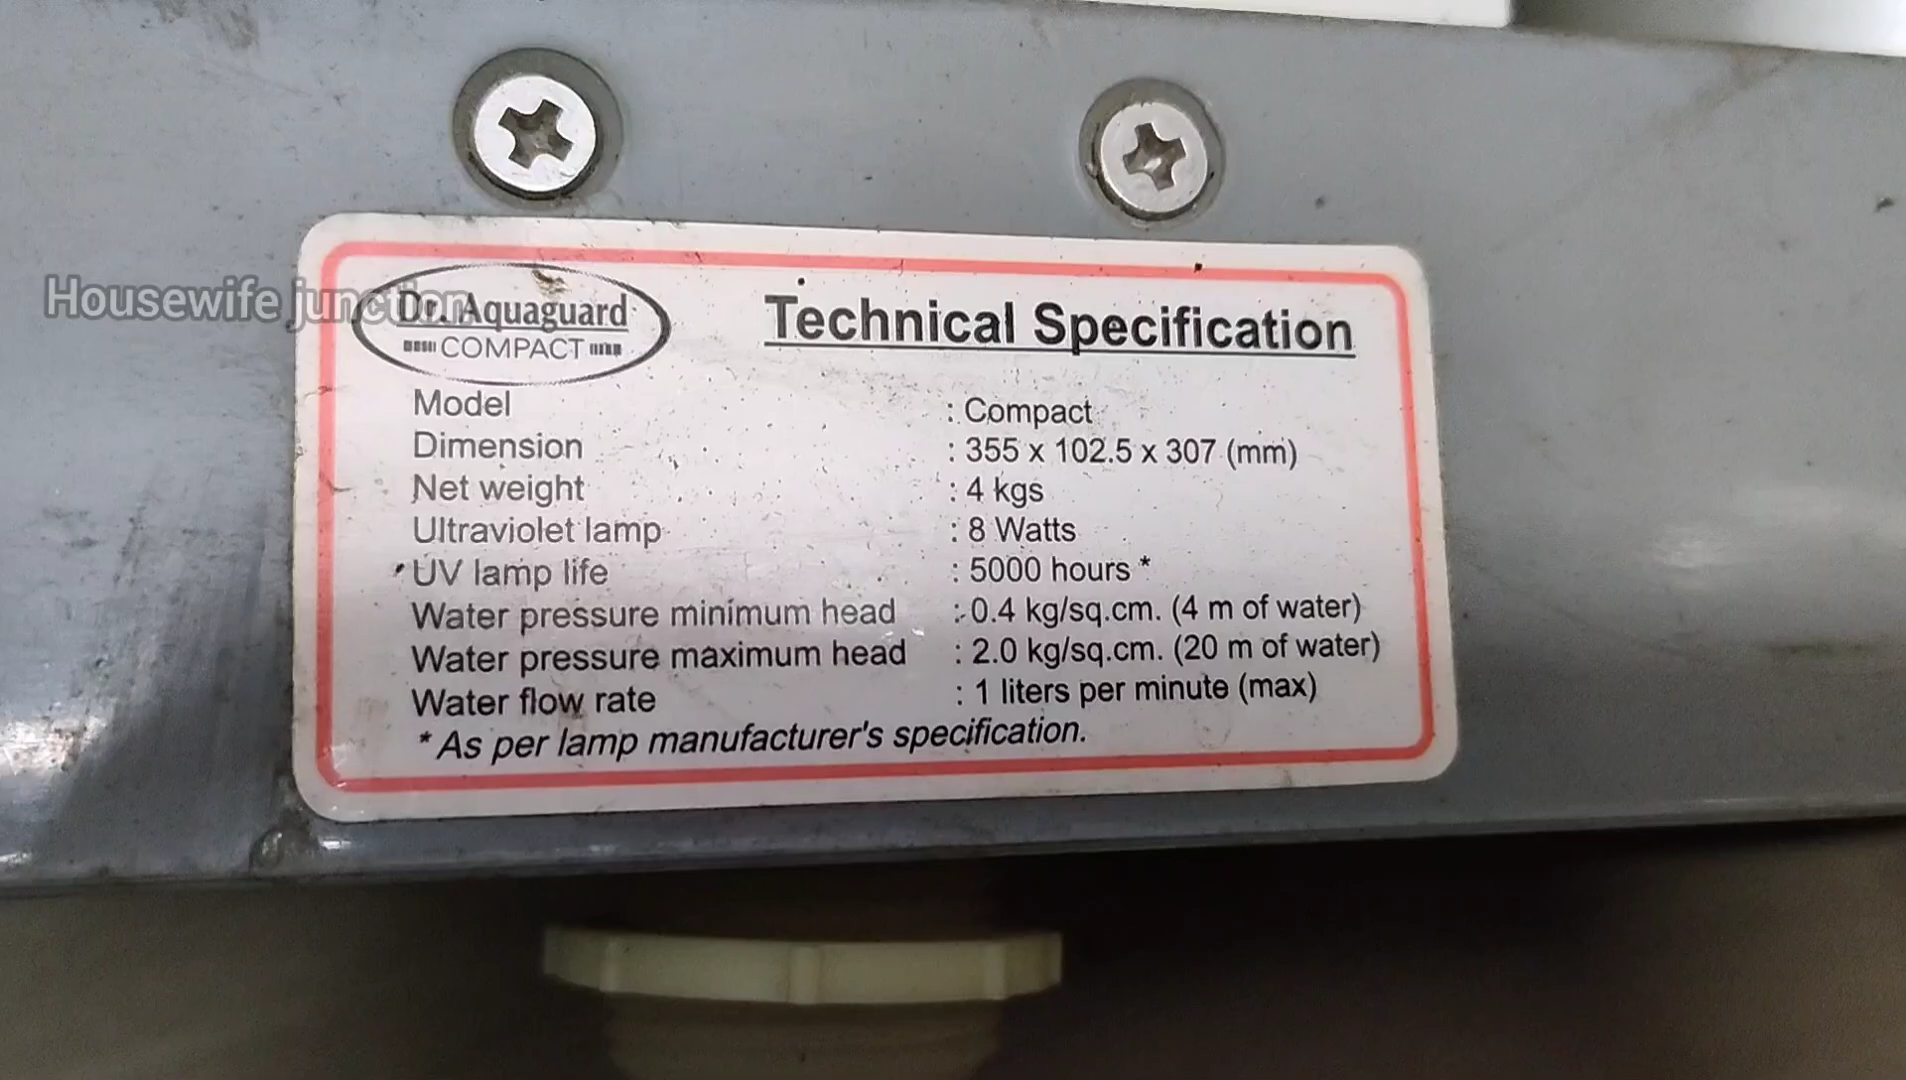 Housewife junction
Dr. Aquaguard
COMPACT
Technical Specification
Model : Compact
Dimension : 355 x 102.5 x 307 (mm)
Net weight : 4 kgs
Ultraviolet lamp : 8 Watts
UV lamp life : 5000 hours *
Water pressure minimum head : 0.4 kg/sq.cm. (4 m of water)
Water pressure maximum head : 2.0 kg/sq.cm. (20 m of water)
Water flow rate : 1 liters per minute (max)
* As per lamp manufacturer's specification.